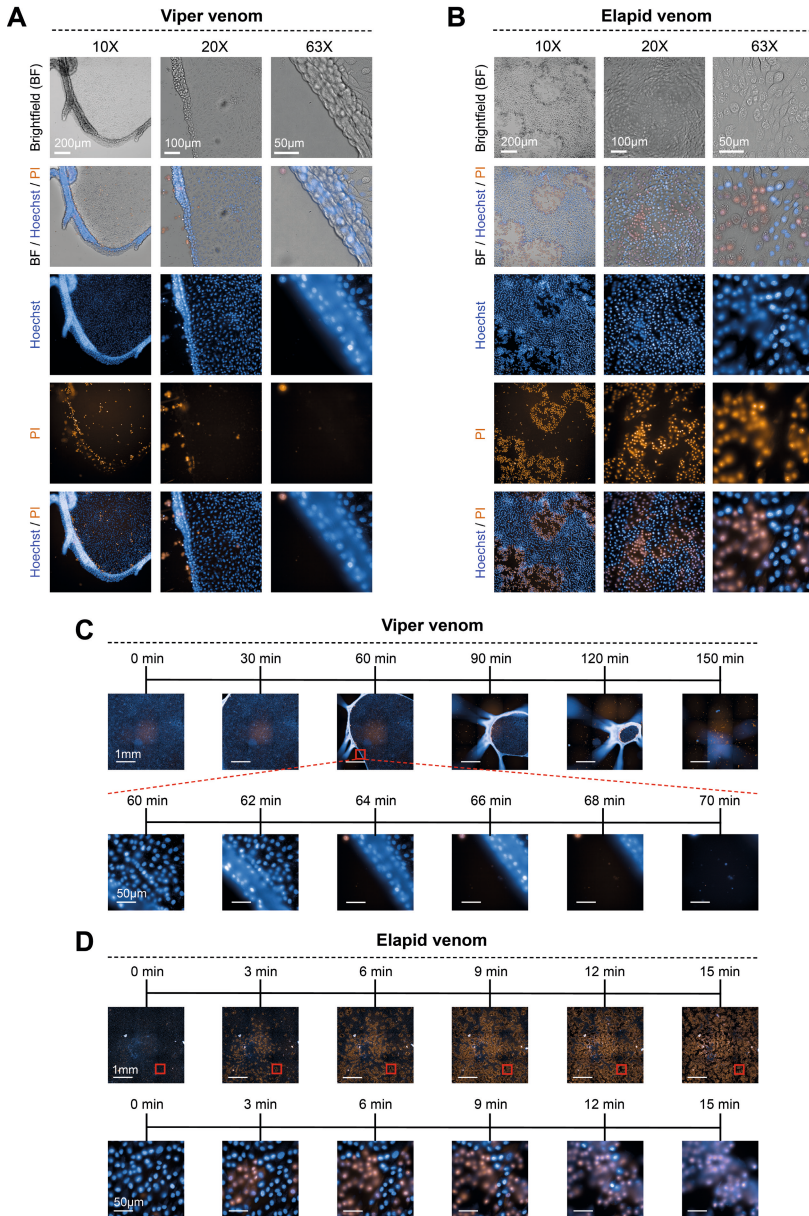 A
Viper venom
10X 20X 63X
Brightfield (BF)
200µm 100µm 50µm
BF / Hoechst / PI
Hoechst
PI
Hoechst / PI
B
Elapid venom
10X 20X 63X
Brightfield (BF)
200µm 100µm 50µm
BF / Hoechst / PI
Hoechst
PI
Hoechst / PI
C
Viper venom
0 min 30 min 60 min 90 min 120 min 150 min
1mm
60 min 62 min 64 min 66 min 68 min 70 min
50µm
D
Elapid venom
0 min 3 min 6 min 9 min 12 min 15 min
1mm
0 min 3 min 6 min 9 min 12 min 15 min
50µm